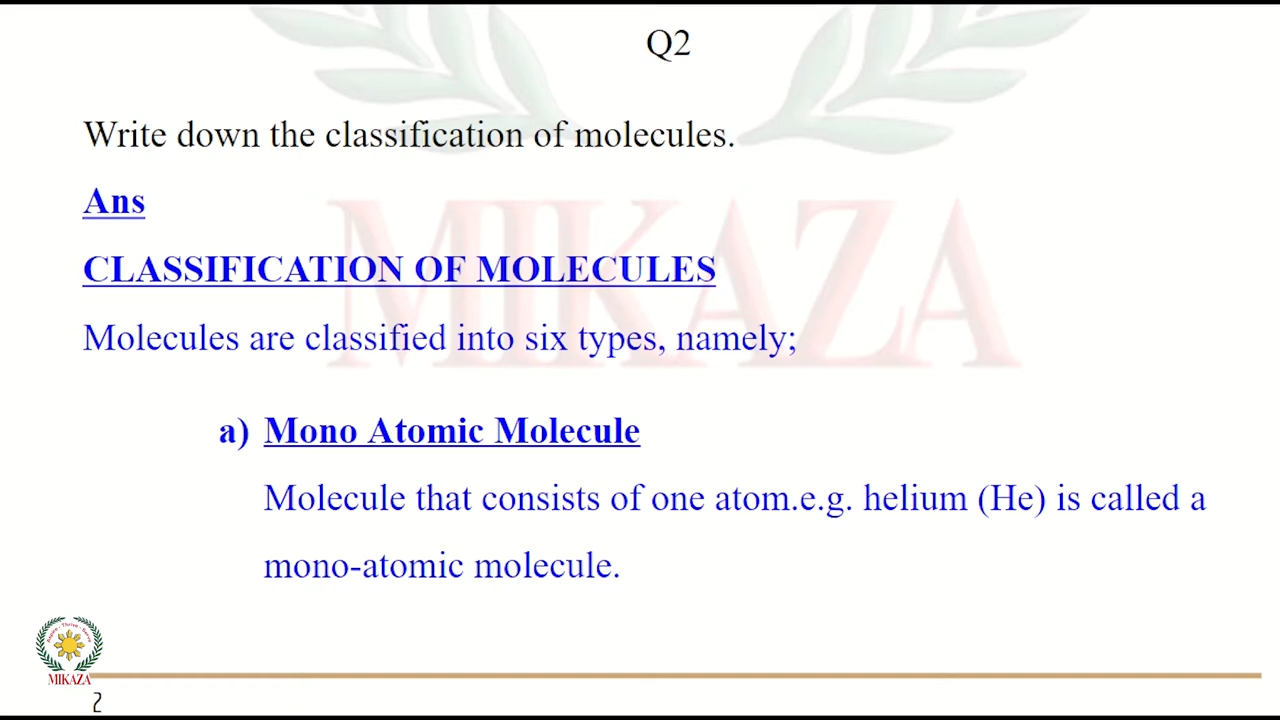 Q2
Write down the classification of molecules.
Ans
CLASSIFICATION OF MOLECULES
Molecules are classified into six types, namely;
a) Mono Atomic Molecule
Molecule that consists of one atom.e.g. helium (He) is called a
mono-atomic molecule.
MIKAZA
MIKAZA
2